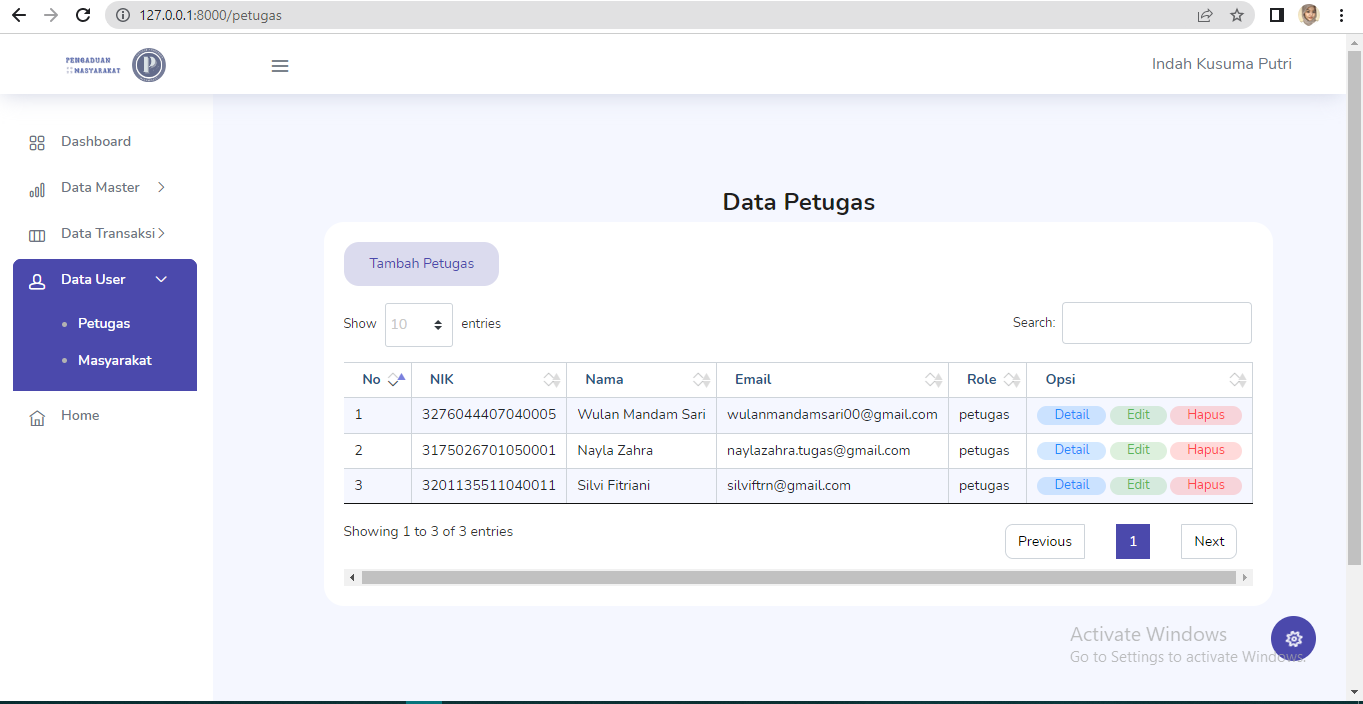 127.0.0.1:8000/petugas
PENGADUAN
MASYARAKAT
P
Indah Kusuma Putri
Dashboard
Data Master
Data Transaksi
Data User
Petugas
Masyarakat
Home
Data Petugas
Tambah Petugas
Show 10 entries
Search:
No NIK Nama Email Role Opsi
1 3276044407040005 Wulan Mandam Sari wulanmandamsari00@gmail.com petugas Detail Edit Hapus
2 3175026701050001 Nayla Zahra naylazahra.tugas@gmail.com petugas Detail Edit Hapus
3 3201135511040011 Silvi Fitriani silviftrn@gmail.com petugas Detail Edit Hapus
Showing 1 to 3 of 3 entries
Previous 1 Next
Activate Windows
Go to Settings to activate Windows.